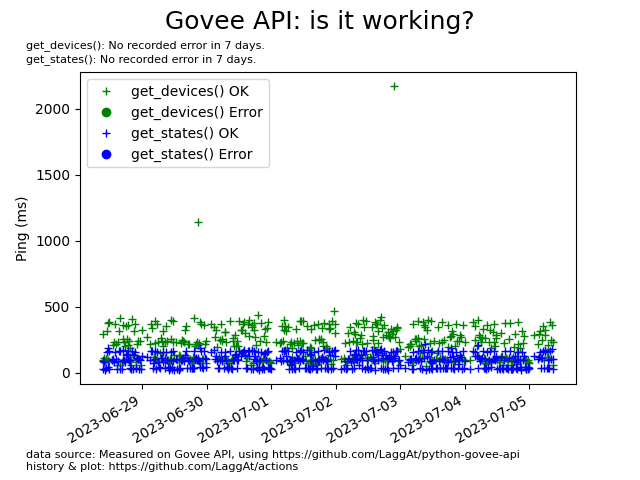 Govee API: is it working?
get_devices(): No recorded error in 7 days.
get_states(): No recorded error in 7 days.
get_devices() OK
get_devices() Error
get_states() OK
get_states() Error
Ping (ms)
2000
1500
1000
500
0
2023-06-29
2023-06-30
2023-07-01
2023-07-02
2023-07-03
2023-07-04
2023-07-05
data source: Measured on Govee API, using https://github.com/LaggAt/python-govee-api
history & plot: https://github.com/LaggAt/actions